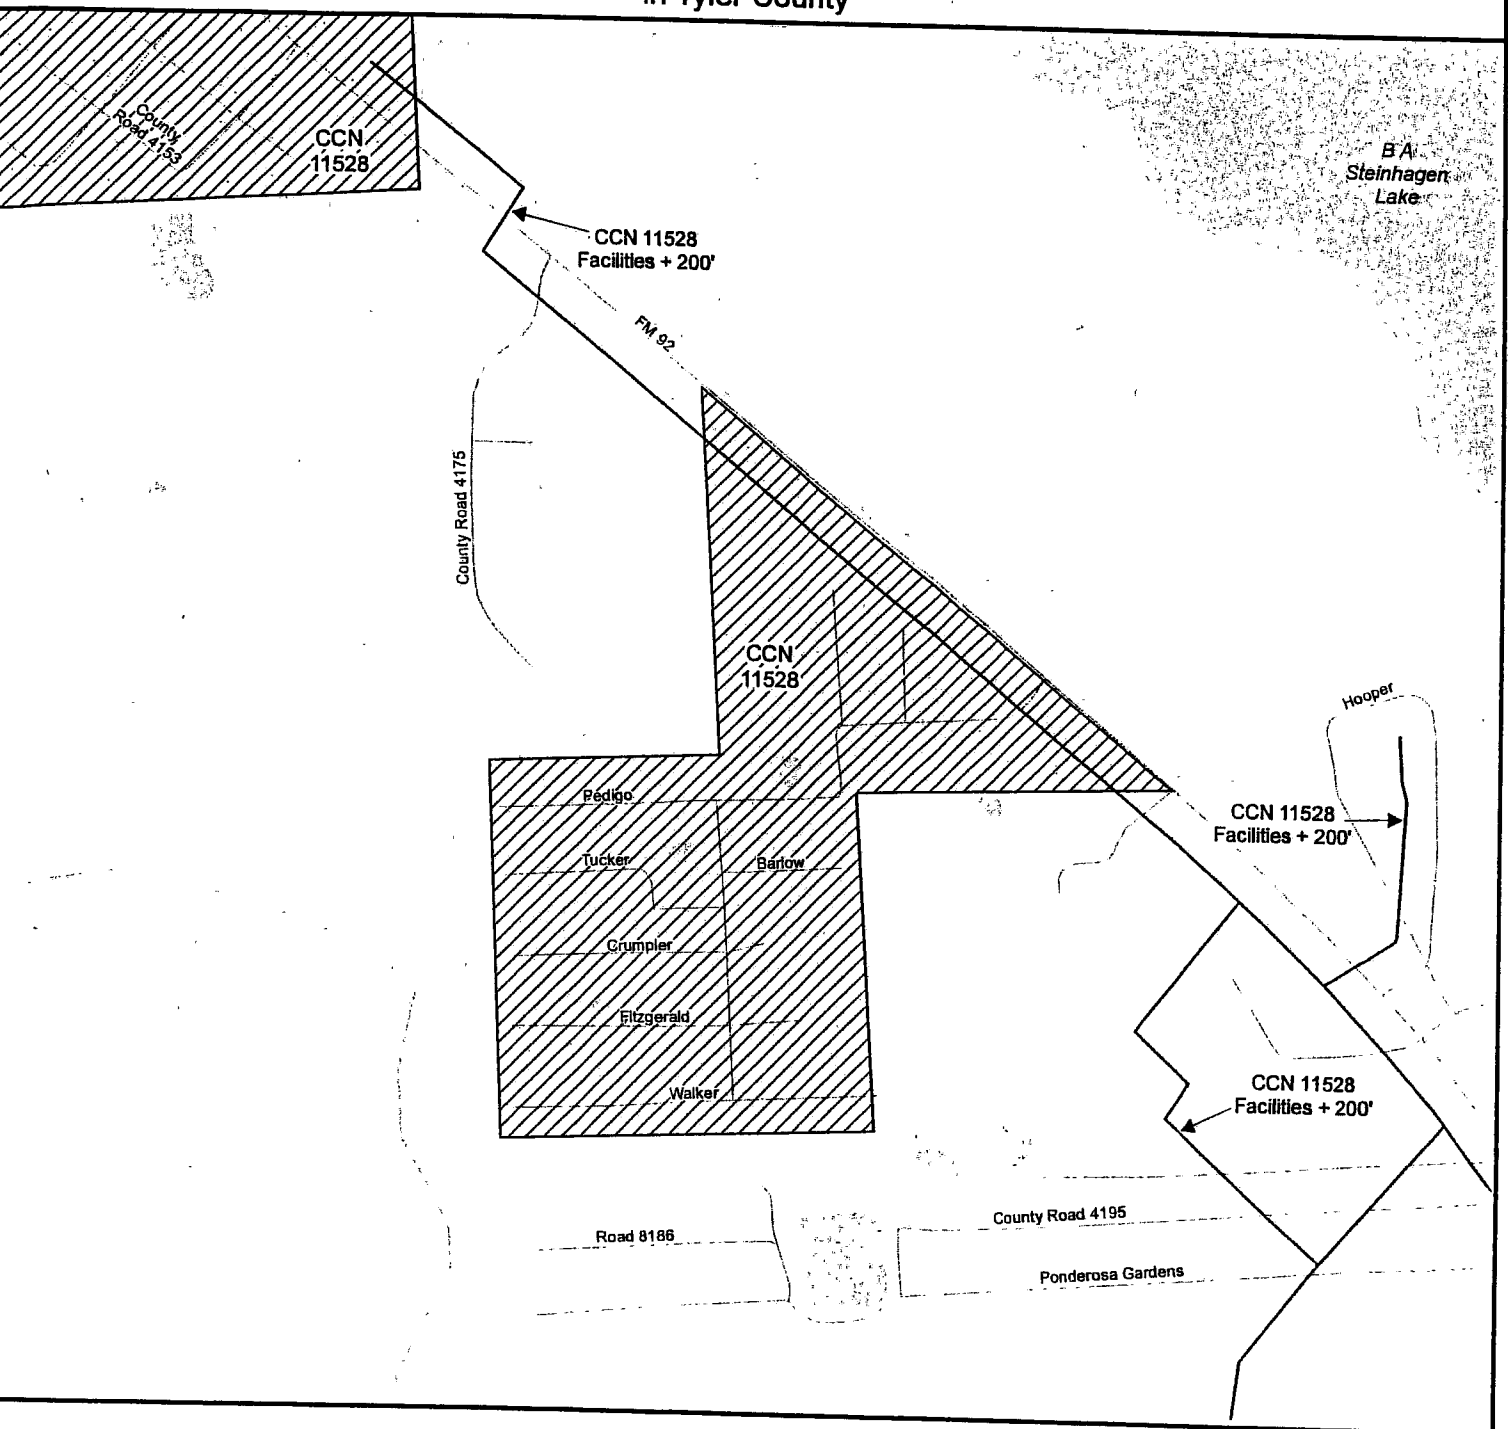 in Tyler County
County
Road 4153
CCN
11528
B A
Steinhagen
Lake
CCN 11528
Facilities + 200'
FM 92
County Road 4175
CCN
11528
Hooper
Pedigo
CCN 11528
Facilities + 200'
Tucker
Barlow
Crumpler
Fitzgerald
CCN 11528
Facilities + 200'
Walker
County Road 4195
Road 8186
Ponderosa Gardens